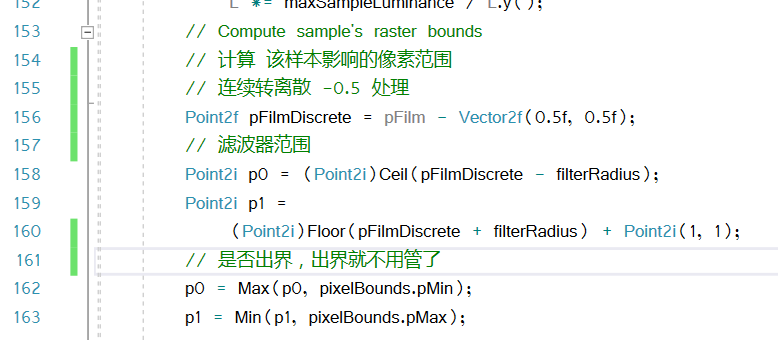 152 L *= maxSampleLuminance / L.y();
153 // Compute sample's raster bounds
154 // 计算 该样本影响的像素范围
155 // 连续转离散 -0.5 处理
156 Point2f pFilmDiscrete = pFilm - Vector2f(0.5f, 0.5f);
157 // 滤波器范围
158 Point2i p0 = (Point2i)Ceil(pFilmDiscrete - filterRadius);
159 Point2i p1 =
160 (Point2i)Floor(pFilmDiscrete + filterRadius) + Point2i(1, 1);
161 // 是否出界，出界就不用管了
162 p0 = Max(p0, pixelBounds.pMin);
163 p1 = Min(p1, pixelBounds.pMax);